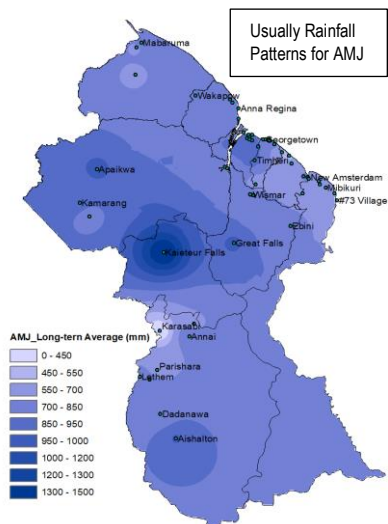 Usually Rainfall
Patterns for AMJ
Mabaruma
Wakapow
Anna Regina
Georgetown
Apaikwa
Timehri
New Amsterdam
Mibikuri
#73 Village
Kamarang
Wismar
Ebini
Great Falls
Kaieteur Falls
Karasabi
Annai
AMJ_Long-tern Average (mm)
0 - 450
450 - 550
550 - 700
700 - 850
850 - 950
950 - 1000
1000 - 1200
1200 - 1300
1300 - 1500
Parishara
Lethem
Dadanawa
Aishalton